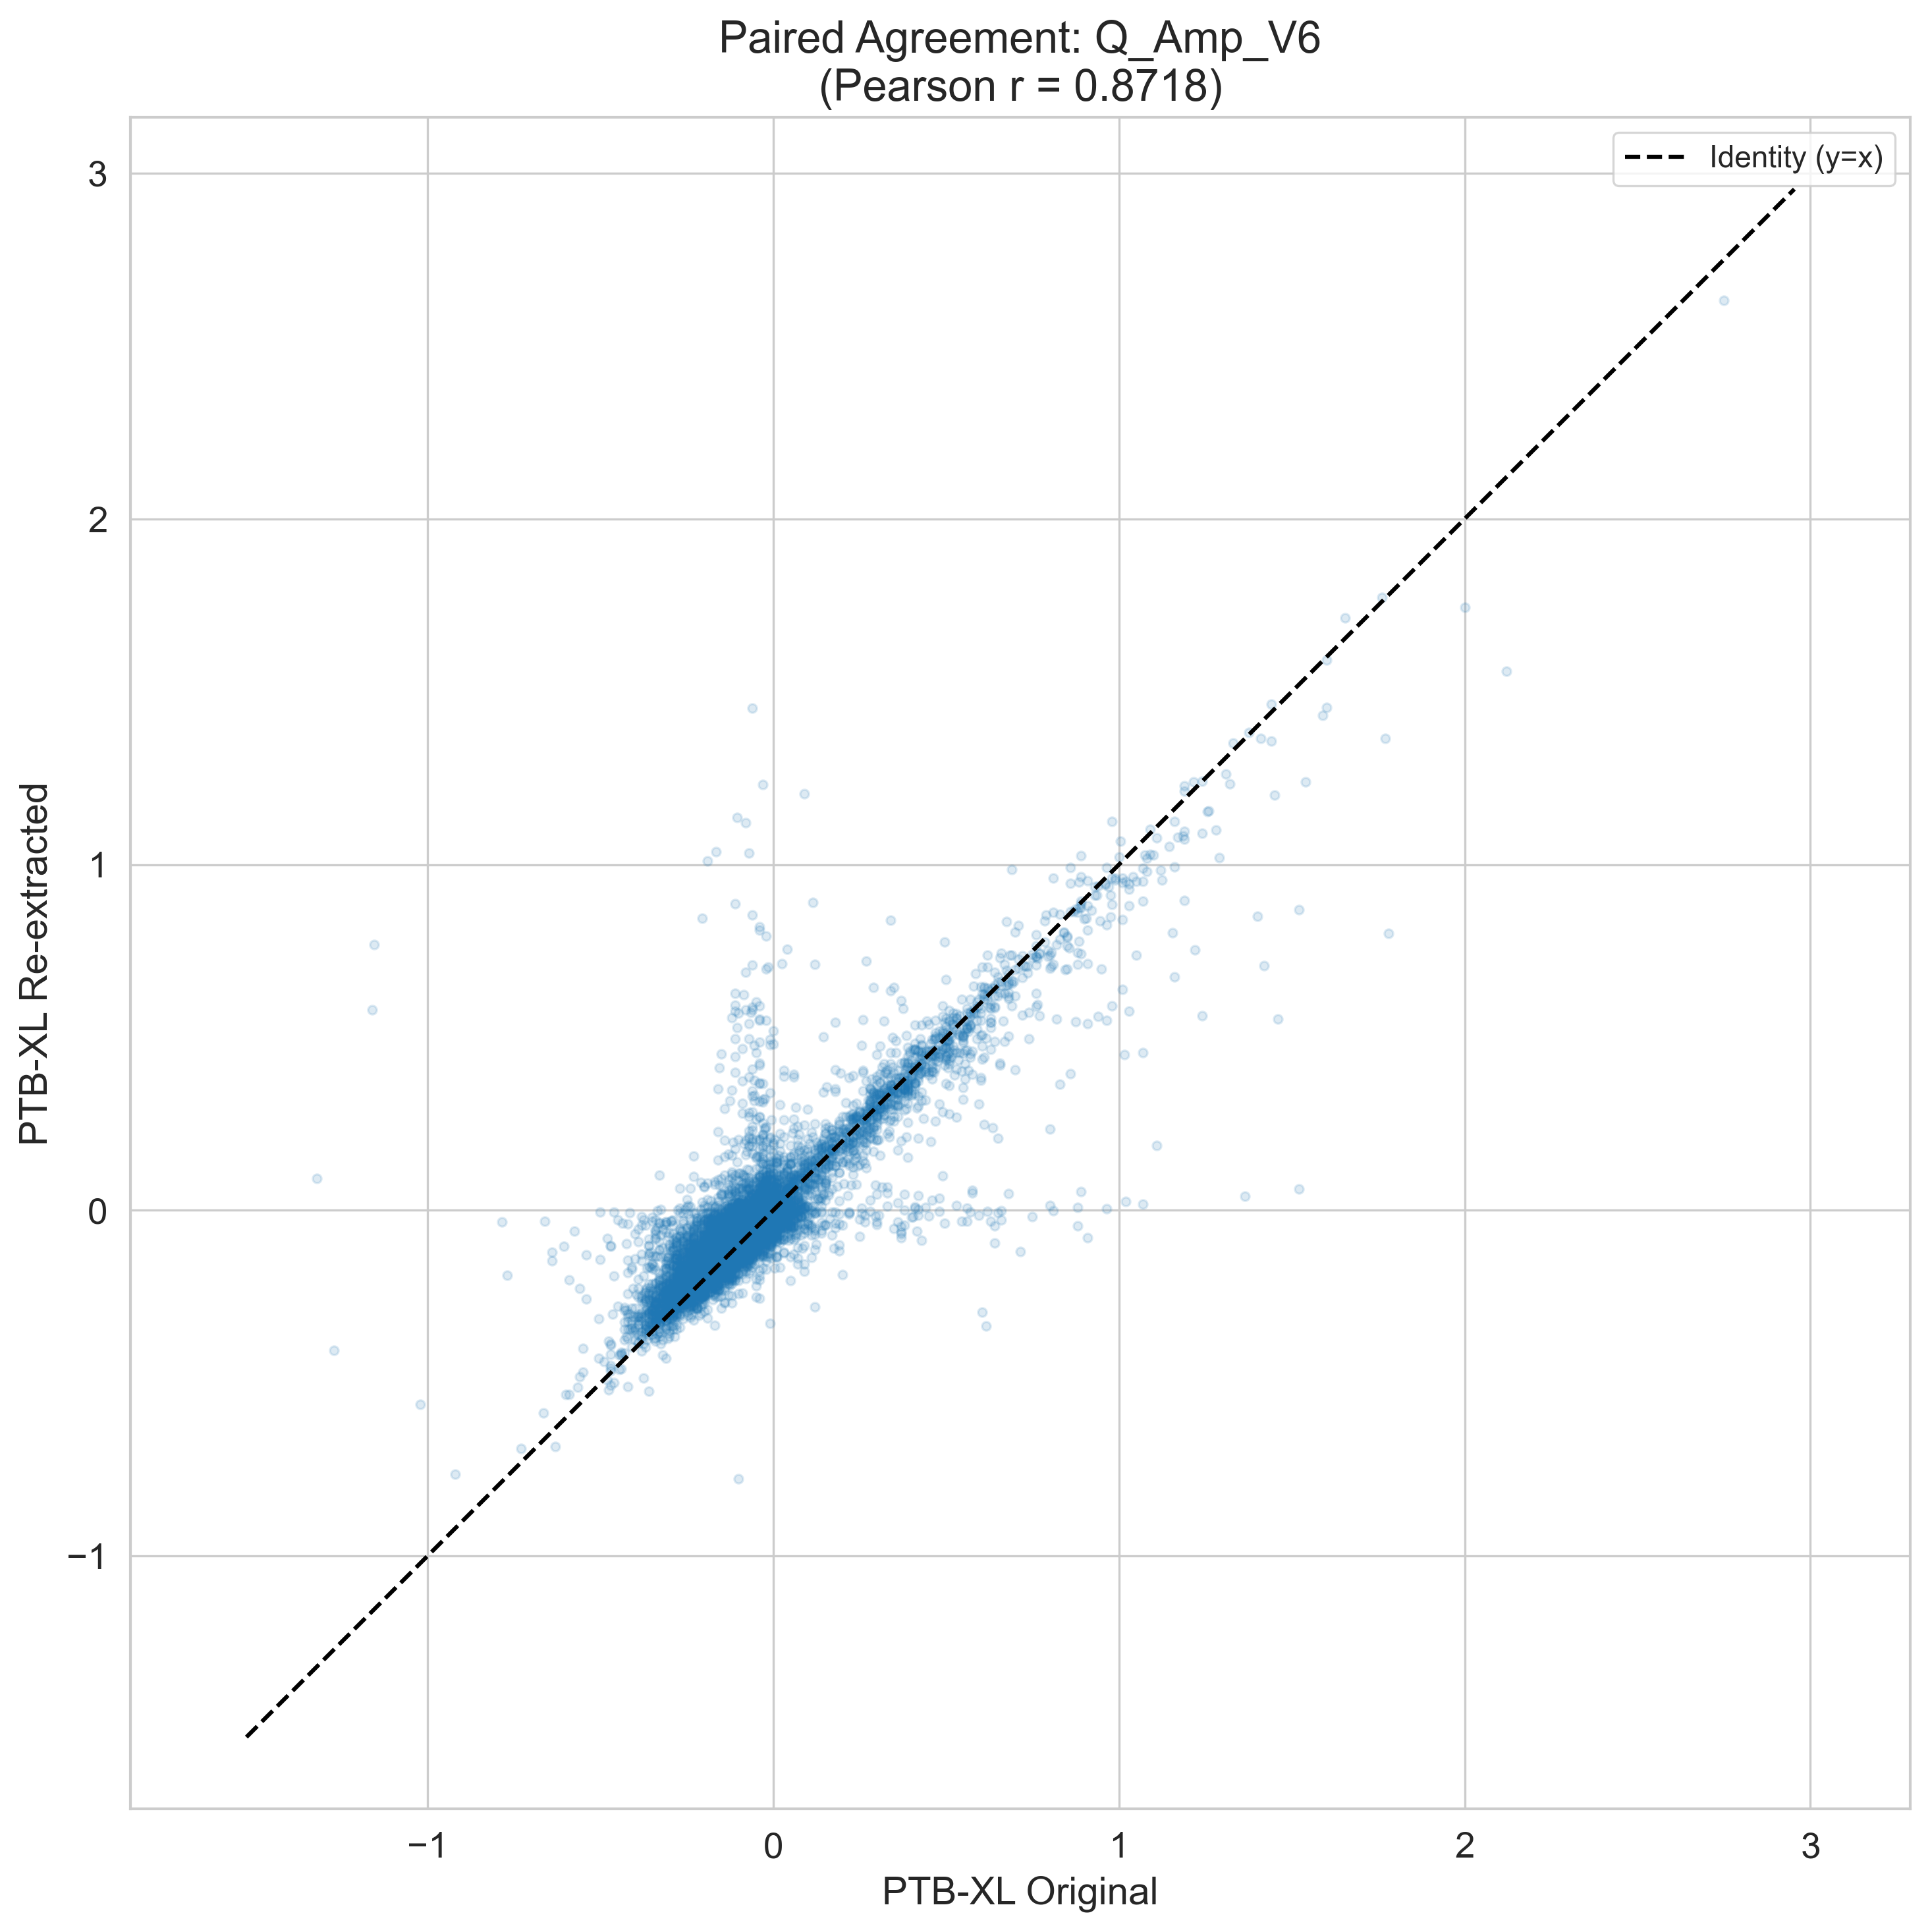 Paired Agreement: Q_Amp_V6
(Pearson r = 0.8718)
Identity (y=x)
3
2
1
0
−1
PTB-XL Re-extracted
−1 0 1 2 3
PTB-XL Original